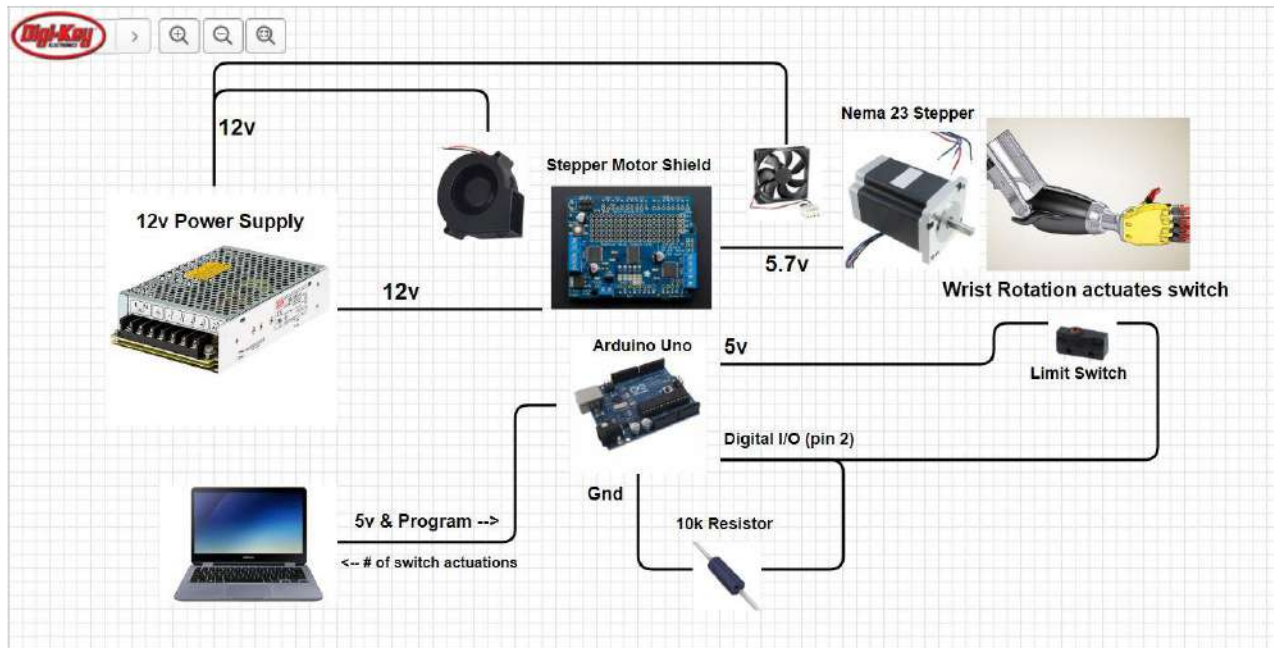 Digi-Key
ELECTRONICS
12v
Nema 23 Stepper
Stepper Motor Shield
12v Power Supply
5.7v
12v
Wrist Rotation actuates switch
Arduino Uno
5v
Limit Switch
Digital I/O (pin 2)
Gnd
10k Resistor
5v & Program -->
<-- # of switch actuations